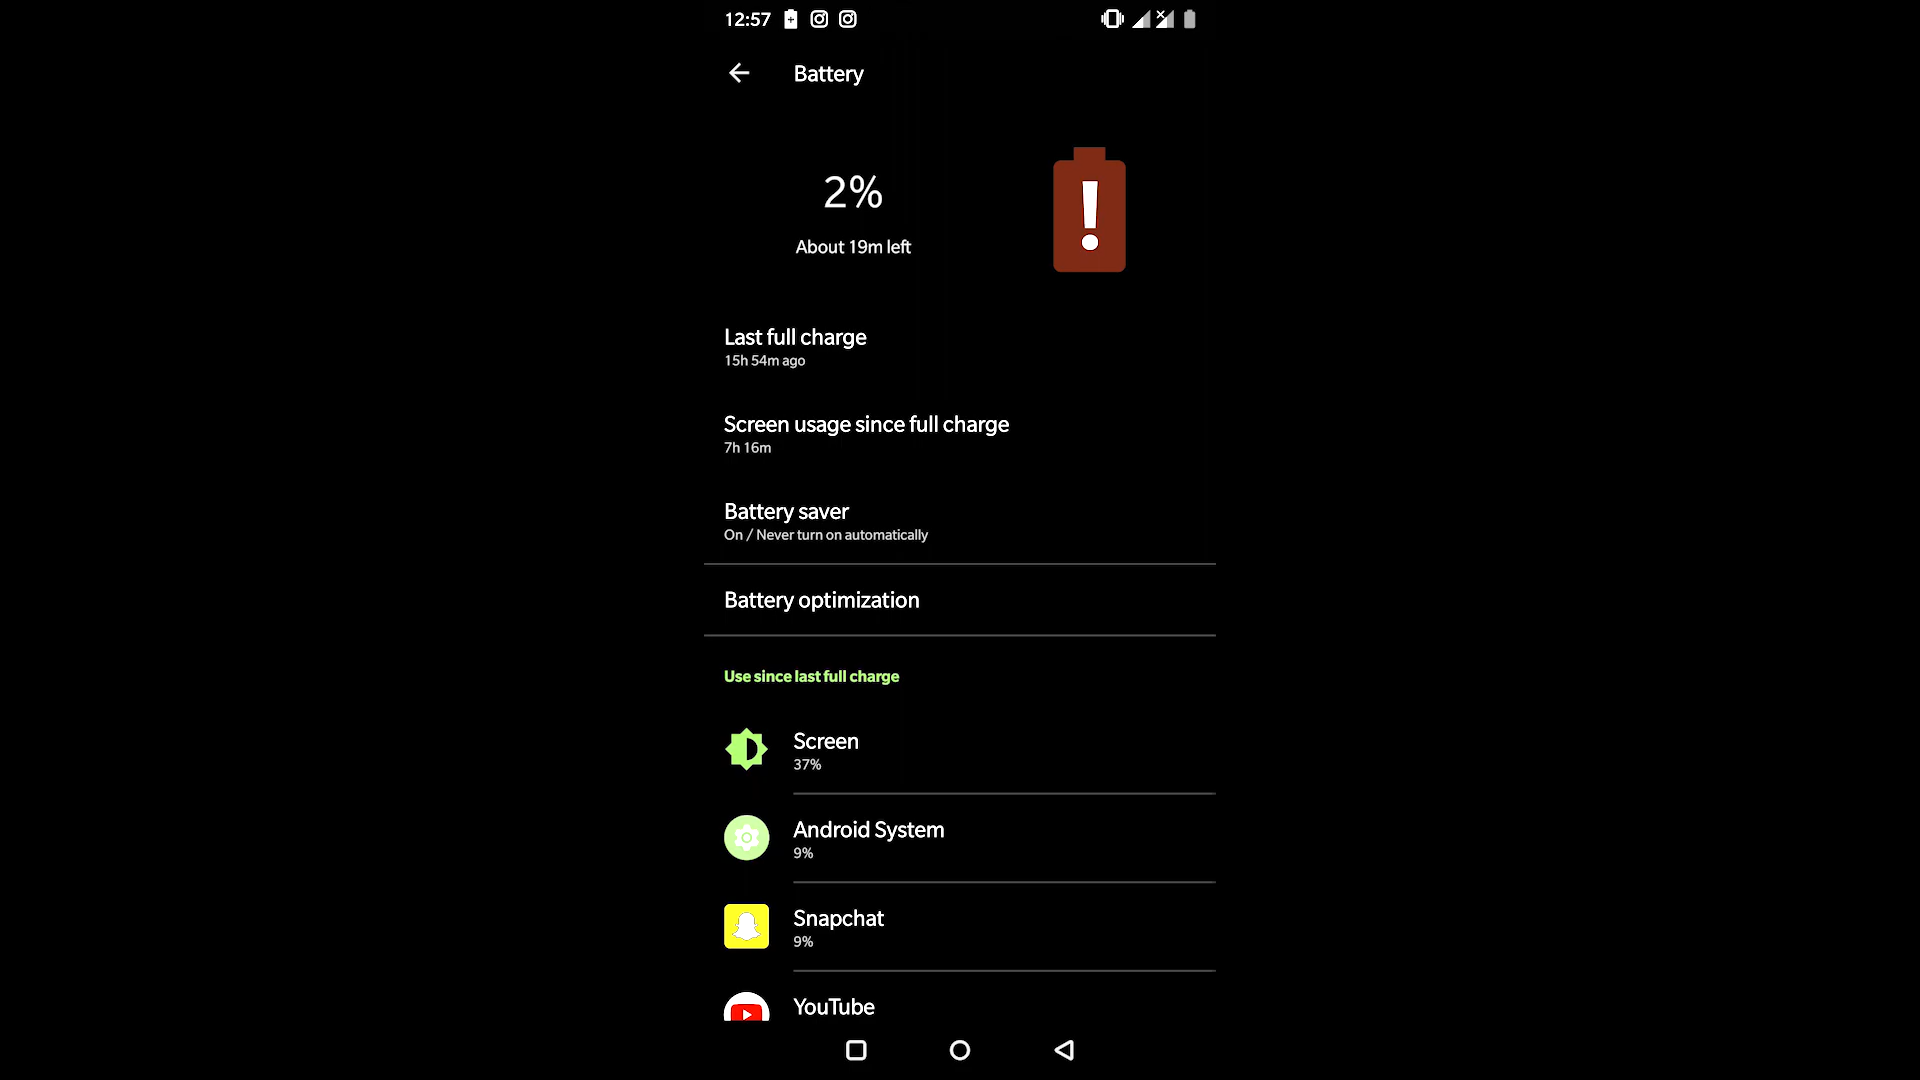 12:57
Battery
2%
About 19m left
Last full charge
15h 54m ago
Screen usage since full charge
7h 16m
Battery saver
On / Never turn on automatically
Battery optimization
Use since last full charge
Screen
37%
Android System
9%
Snapchat
9%
YouTube